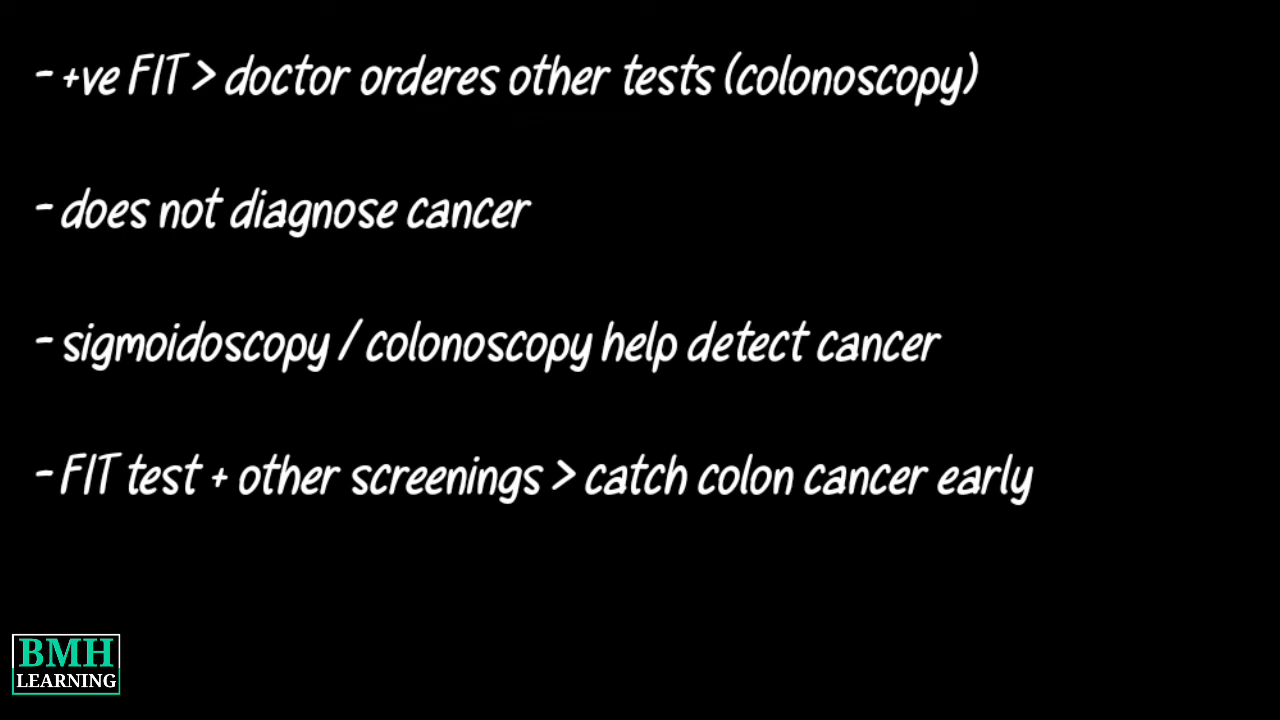 - +ve FIT > doctor orderes other tests (colonoscopy)
- does not diagnose cancer
- sigmoidoscopy / colonoscopy help detect cancer
- FIT test + other screenings > catch colon cancer early
BMH
LEARNING